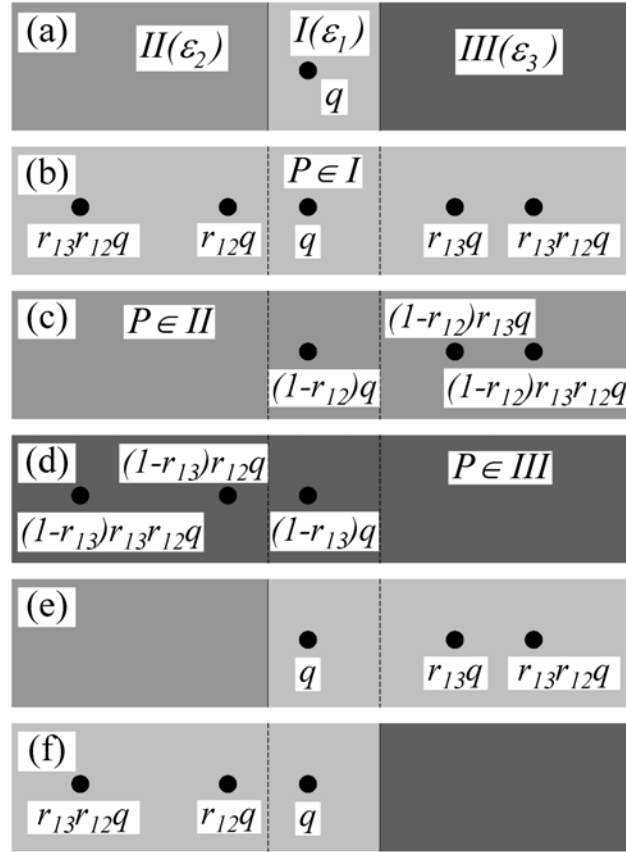 (a) II(ε₂) I(ε₁) III(ε₃)
q
(b) P ∈ I
r₁₃r₁₂q r₁₂q q r₁₃q r₁₃r₁₂q
(c) P ∈ II (1-r₁₂)r₁₃q
(1-r₁₂)q (1-r₁₂)r₁₃r₁₂q
(d) (1-r₁₃)r₁₂q P ∈ III
(1-r₁₃)r₁₃r₁₂q (1-r₁₃)q
(e)
q r₁₃q r₁₃r₁₂q
(f)
r₁₃r₁₂q r₁₂q q